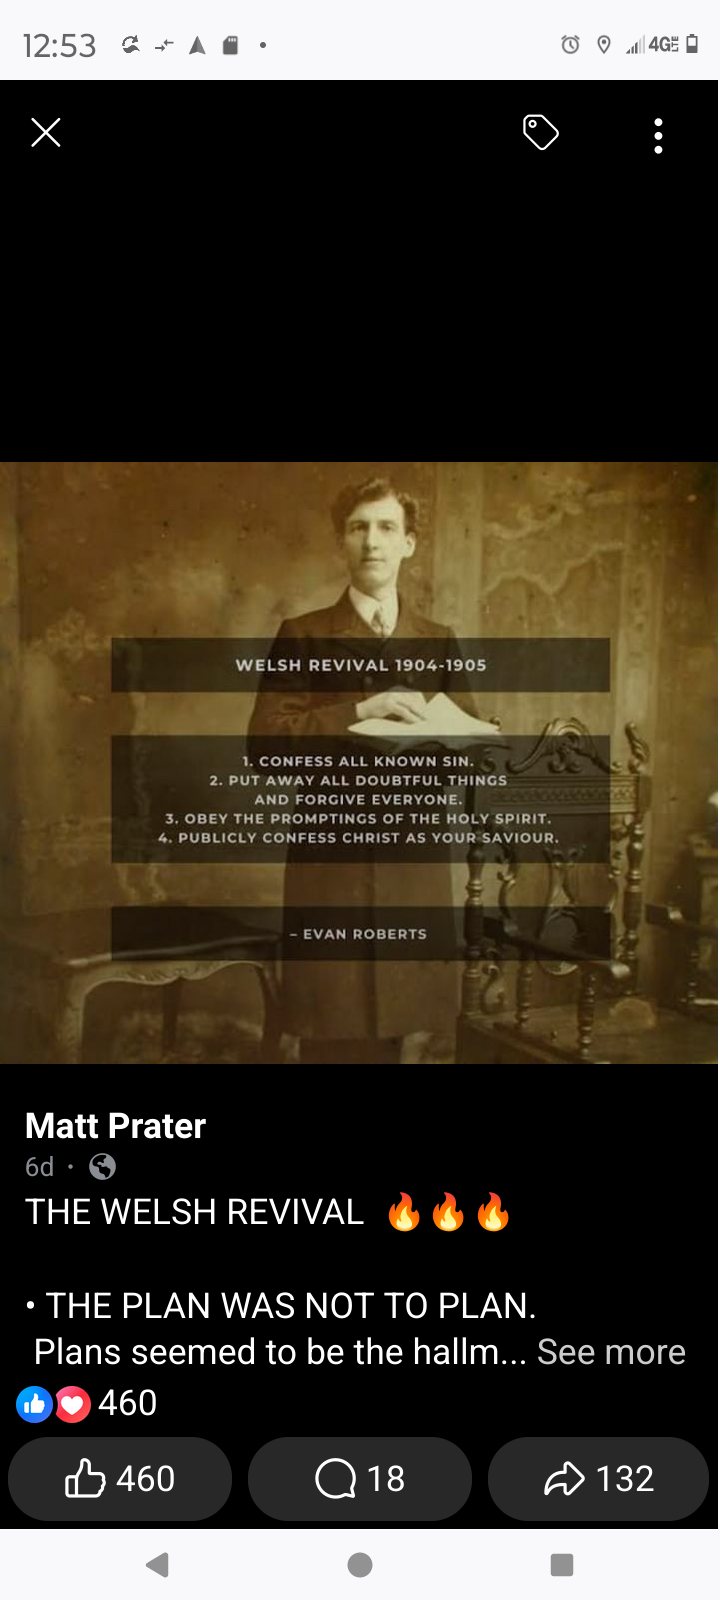 12:53
4G LTE
WELSH REVIVAL 1904-1905
1. CONFESS ALL KNOWN SIN.
2. PUT AWAY ALL DOUBTFUL THINGS
AND FORGIVE EVERYONE.
3. OBEY THE PROMPTINGS OF THE HOLY SPIRIT.
4. PUBLICLY CONFESS CHRIST AS YOUR SAVIOUR.
– EVAN ROBERTS
Matt Prater
6d ·
THE WELSH REVIVAL 🔥🔥🔥
• THE PLAN WAS NOT TO PLAN.
Plans seemed to be the hallm... See more
460
460 18 132